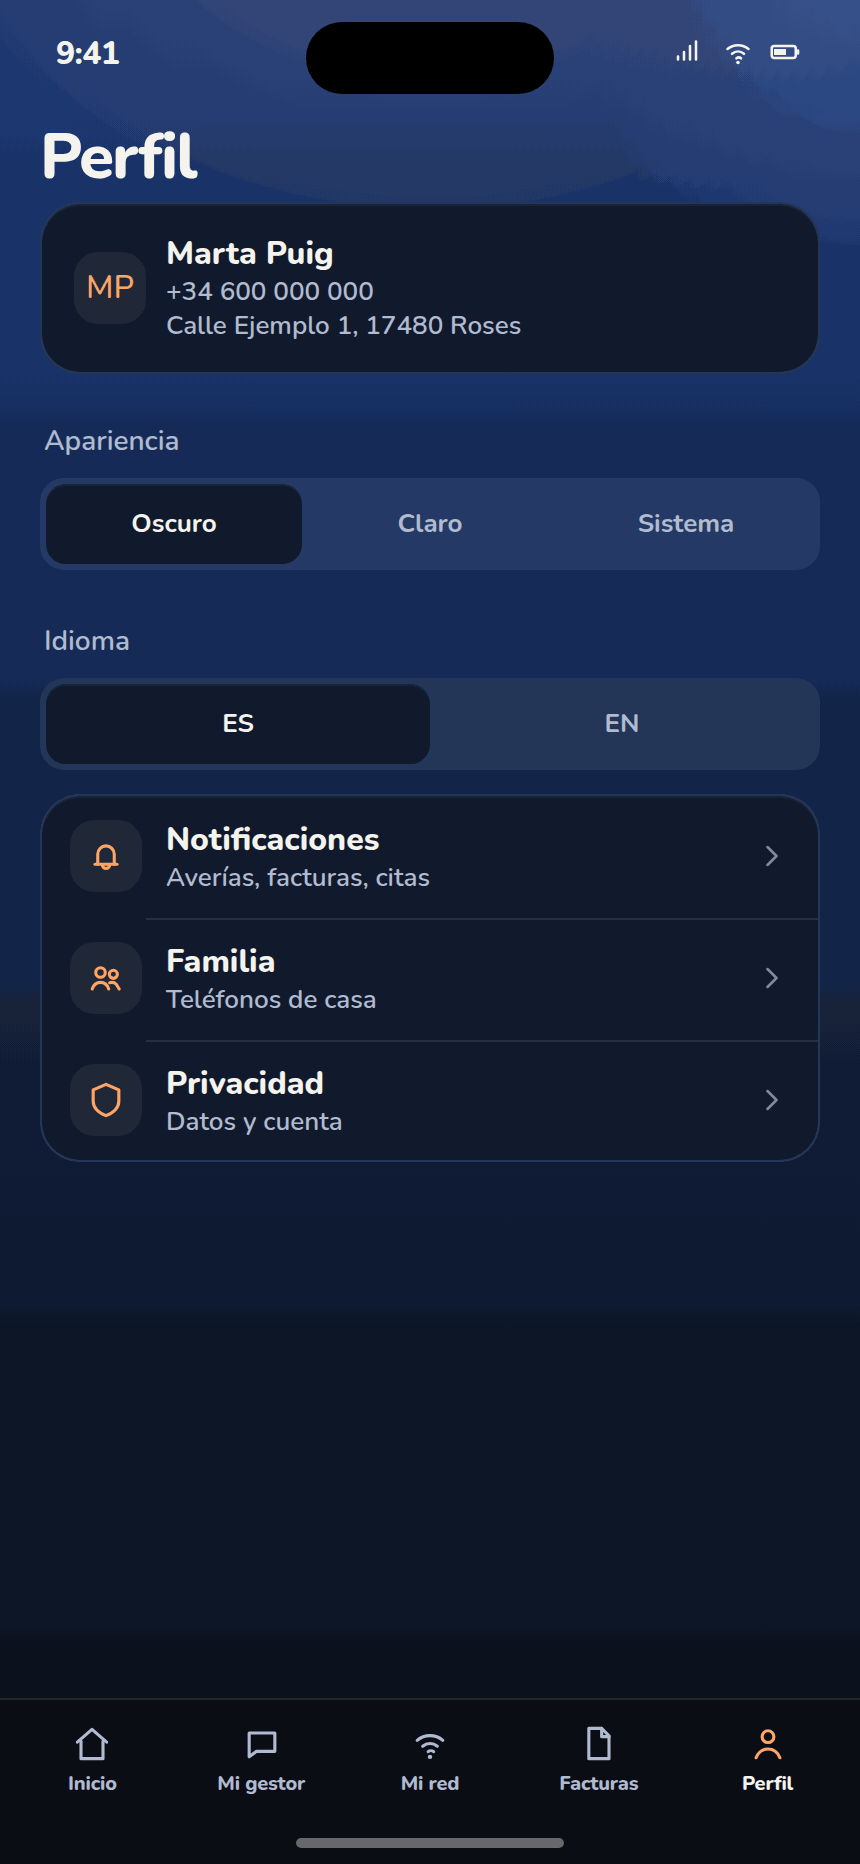 9:41
Perfil
MP
Marta Puig
+34 600 000 000
Calle Ejemplo 1, 17480 Roses
Apariencia
Oscuro Claro Sistema
Idioma
ES EN
Notificaciones
Averías, facturas, citas
Familia
Teléfonos de casa
Privacidad
Datos y cuenta
Inicio Mi gestor Mi red Facturas Perfil